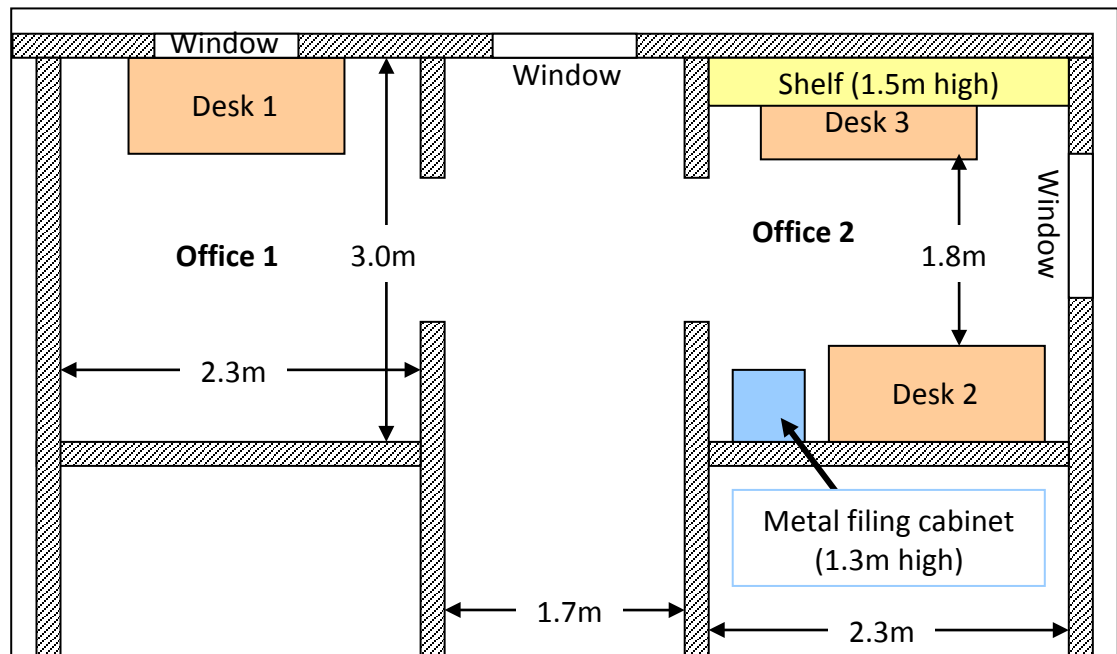 Window
Window
Shelf (1.5m high)
Desk 1
Desk 3
Window
Office 1
3.0m
Office 2
1.8m
2.3m
Desk 2
Metal filing cabinet
(1.3m high)
1.7m
2.3m